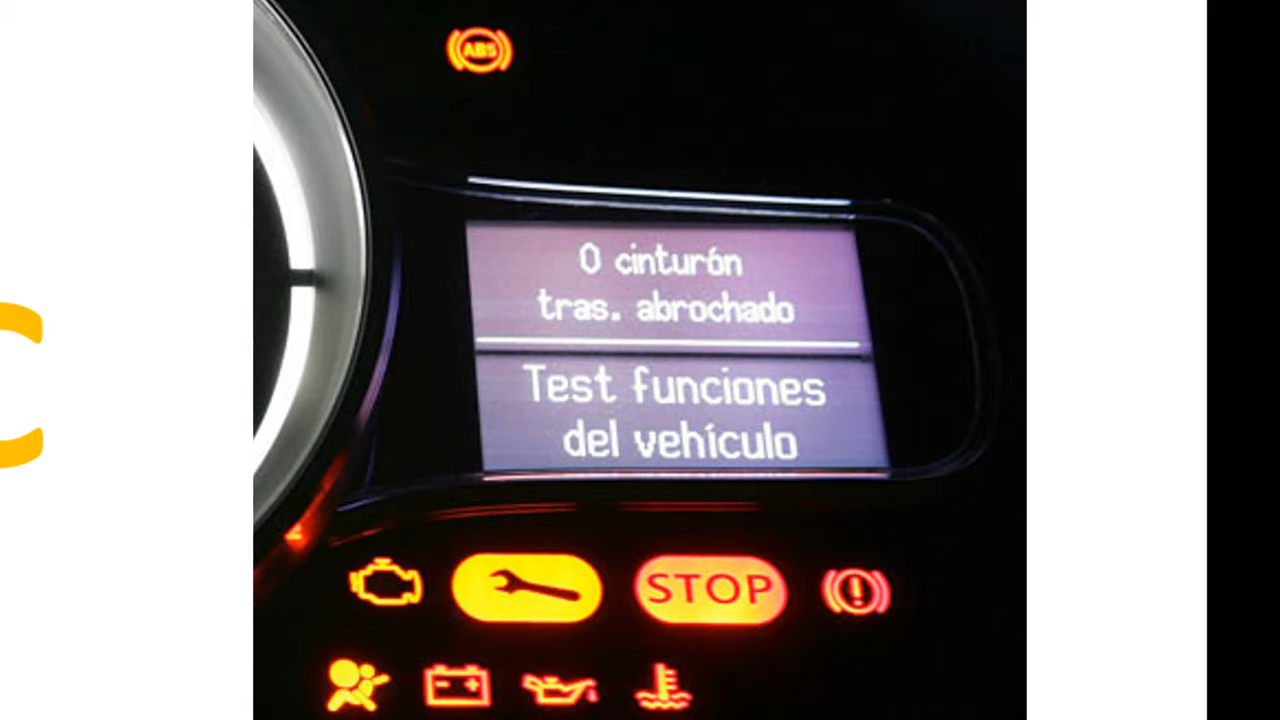 C
ABS
0 cinturón
tras. abrochado
Test funciones
del vehículo
STOP